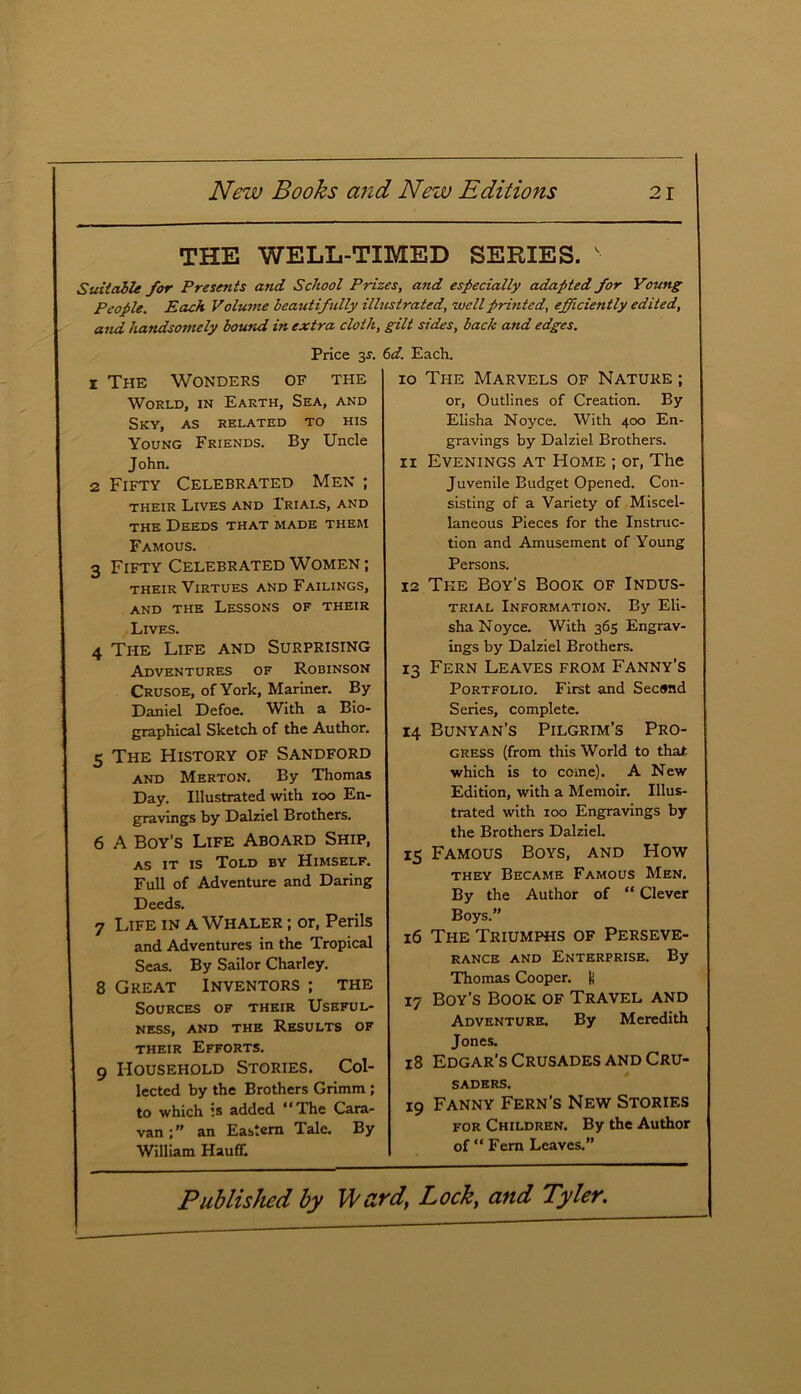 New Books and New Editions 21
THE WELL-TIMED SERIES.
Suitable for Presents and School Prizes, and especially adapted for Young
People. Each Volume beautifully illustrated, well printed, efficiently edited,
and handsomely bound in extra cloth, gilt sides, back and edges.
Price 3s. 6d. Each.
1 THE WONDERS OF THE
WORLD, IN EARTH, SEA, AND
SKY, AS RELATED TO HIS
YOUNG FRIENDS. By Uncle
John.
2 FIFTY CELEBRATED MEN ;
THEIR LIVES AND TRIALS, AND
THE DEEDS THAT MADE THEM
FAMOUS.
3 FIFTY CELEBRATED WOMEN ;
THEIR VIRTUES AND FAILINGS,
AND THE LESSONS OF THEIR
LIVES.
4 THE LIFE AND SURPRISING
ADVENTURES OF ROBINSON
CRUSOE, of York, Mariner. By
Daniel Defoe. With a Bio-
graphical Sketch of the Author.
5 THE HISTORY OF SANDFORD
AND MERTON. By Thomas
Day. Illustrated with 100 En-
gravings by Dalziel Brothers.
6 A BOY'S LIFE ABOARD SHIP,
AS IT IS TOLD BY HIMSELF.
Full of Adventure and Daring
Deeds.
7 LIFE IN A WHALER ; or, Perils
and Adventures in the Tropical
Seas. By Sailor Charley.
8 GREAT INVENTORS ; THE
SOURCES OF THEIR USEFUL-
NESS, AND THE RESULTS OF
THEIR EFFORTS.
9 HOUSEHOLD STORIES. Col-
lected by the Brothers Grimm ;
to which is added "The Cara-
van ;" an Eastern Tale. By
William Hauff.
10 THE MARVELS OF NATURE ;
or, Outlines of Creation. By
Elisha Noyce. With 400 En-
gravings by Dalziel Brothers.
11 EVENINGS AT HOME ; or, The
Juvenile Budget Opened. Con-
sisting of a Variety of Miscel-
laneous Pieces for the Instruc-
tion and Amusement of Young
Persons.
12 THE BOY'S BOOK OF INDUS-
TRIAL INFORMATION. By Eli-
sha Noyce. With 365 Engrav-
ings by Dalziel Brothers.
13 FERN LEAVES FROM FANNY'S
PORTFOLIO. First and Second
Series, complete.
14 BUNYAN'S PILGRIM'S PRO-
GRESS (from this World to that
which is to come). A New
Edition, with a Memoir. Illus-
trated with 100 Engravings by
the Brothers Dalziel.
15 FAMOUS BOYS, AND HOW
THEY BECAME FAMOUS MEN.
By the Author of "Clever
Boys."
16 THE TRIUMPHS OF PERSEVE-
RANCE AND ENTERPRISE. By
Thomas Cooper.
17 BOY'S BOOK OF TRAVEL AND
ADVENTURE. By Meredith
Jones.
18 EDGAR'S CRUSADES AND CRU-
SADERS.
19 FANNY FERN'S NEW STORIES
FOR CHILDREN. By the Author
of "Fern Leaves."
Published by Ward, Lock, and Tyler.